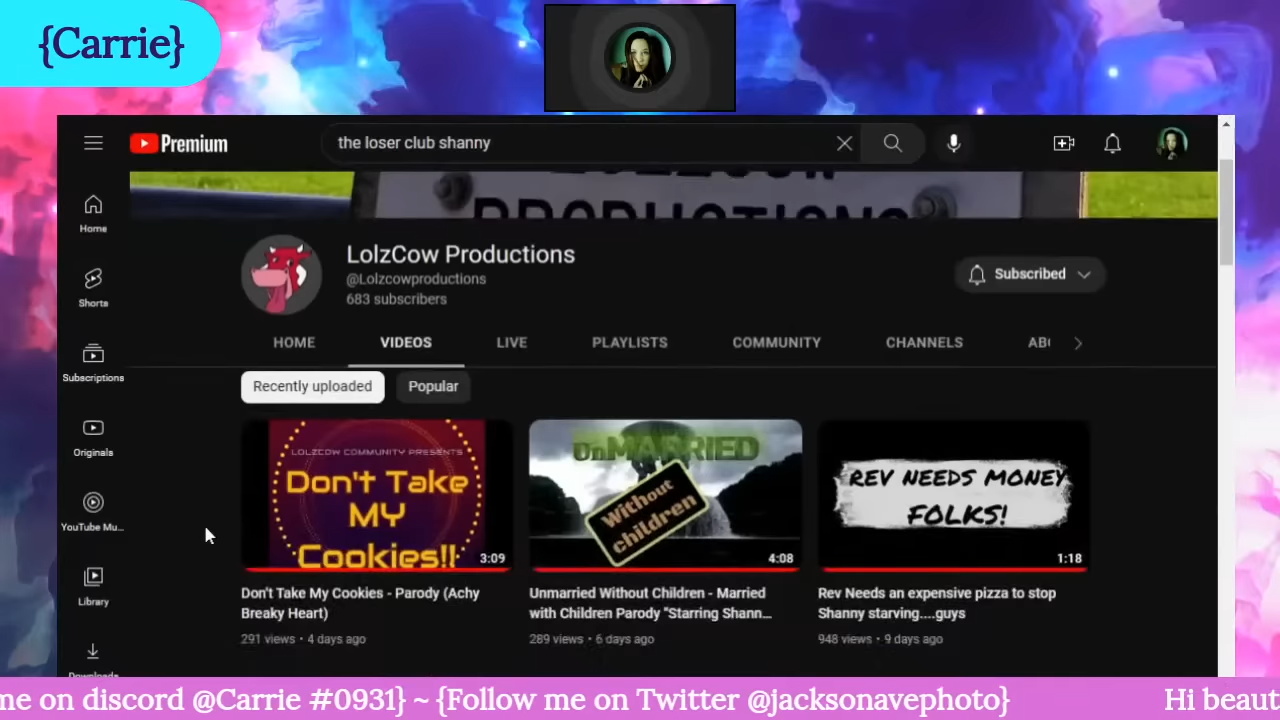 {Carrie}
Premium
the loser club shanny
PRODUCTIONS
Home
Shorts
Subscriptions
Originals
YouTube Mu...
Library
Downloads
LolzCow Productions
@Lolzcowproductions
683 subscribers
Subscribed
HOME VIDEOS LIVE PLAYLISTS COMMUNITY CHANNELS ABO
Recently uploaded Popular
LOLZCOW COMMUNITY PRESENTS
Don't Take
MY
Cookies!!
3:09
UnMARRIED
Without
children
4:08
REV NEEDS MONEY
FOLKS!
1:18
Don't Take My Cookies - Parody (Achy
Breaky Heart)
291 views • 4 days ago
Unmarried Without Children - Married
with Children Parody "Starring Shann...
289 views • 6 days ago
Rev Needs an expensive pizza to stop
Shanny starving....guys
948 views • 9 days ago
me on discord @Carrie #0931} ~ {Follow me on Twitter @jacksonavephoto} Hi beaut